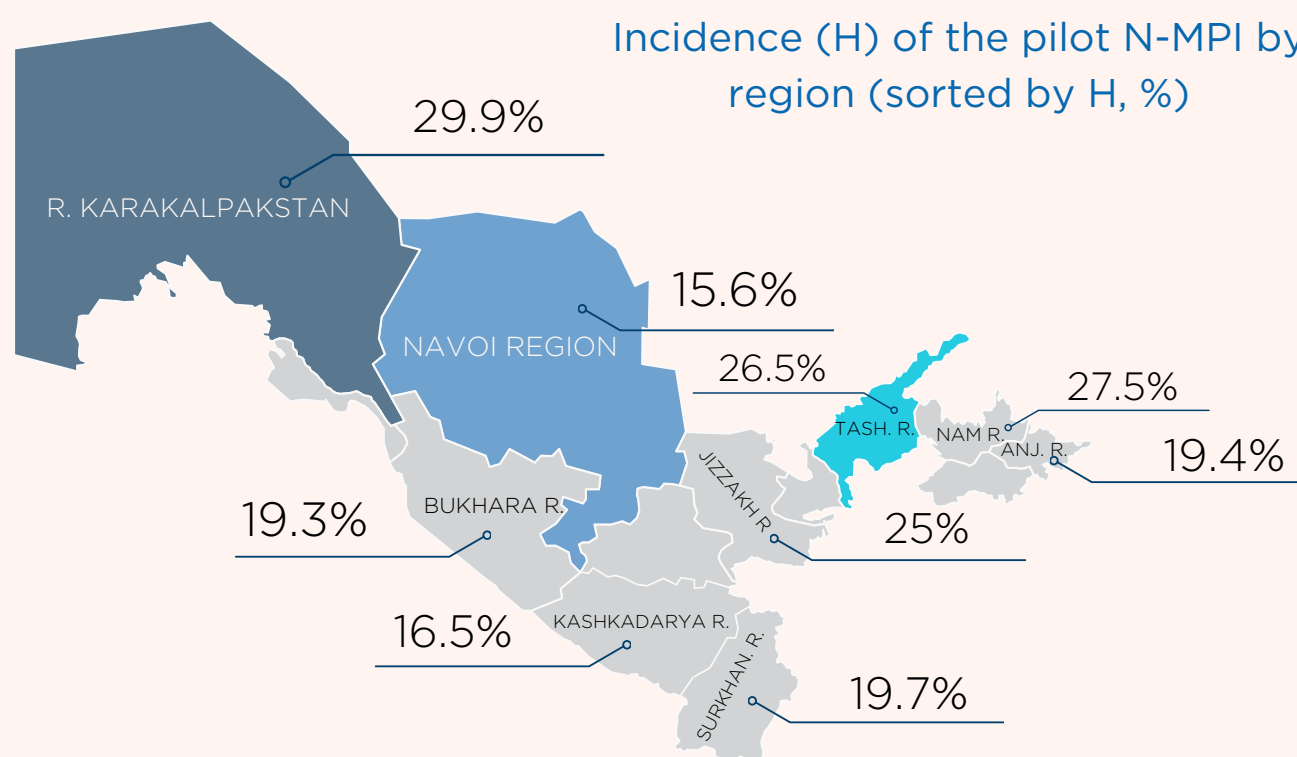 Incidence (H) of the pilot N-MPI by
region (sorted by H, %)
29.9%
R. KARAKALPAKSTAN
15.6%
NAVOI REGION
26.5%
TASH. R.
27.5%
NAM R.
ANJ. R.
19.4%
JIZZAKH R
25%
BUKHARA R.
19.3%
KASHKADARYA R.
16.5%
SURKHAN. R.
19.7%